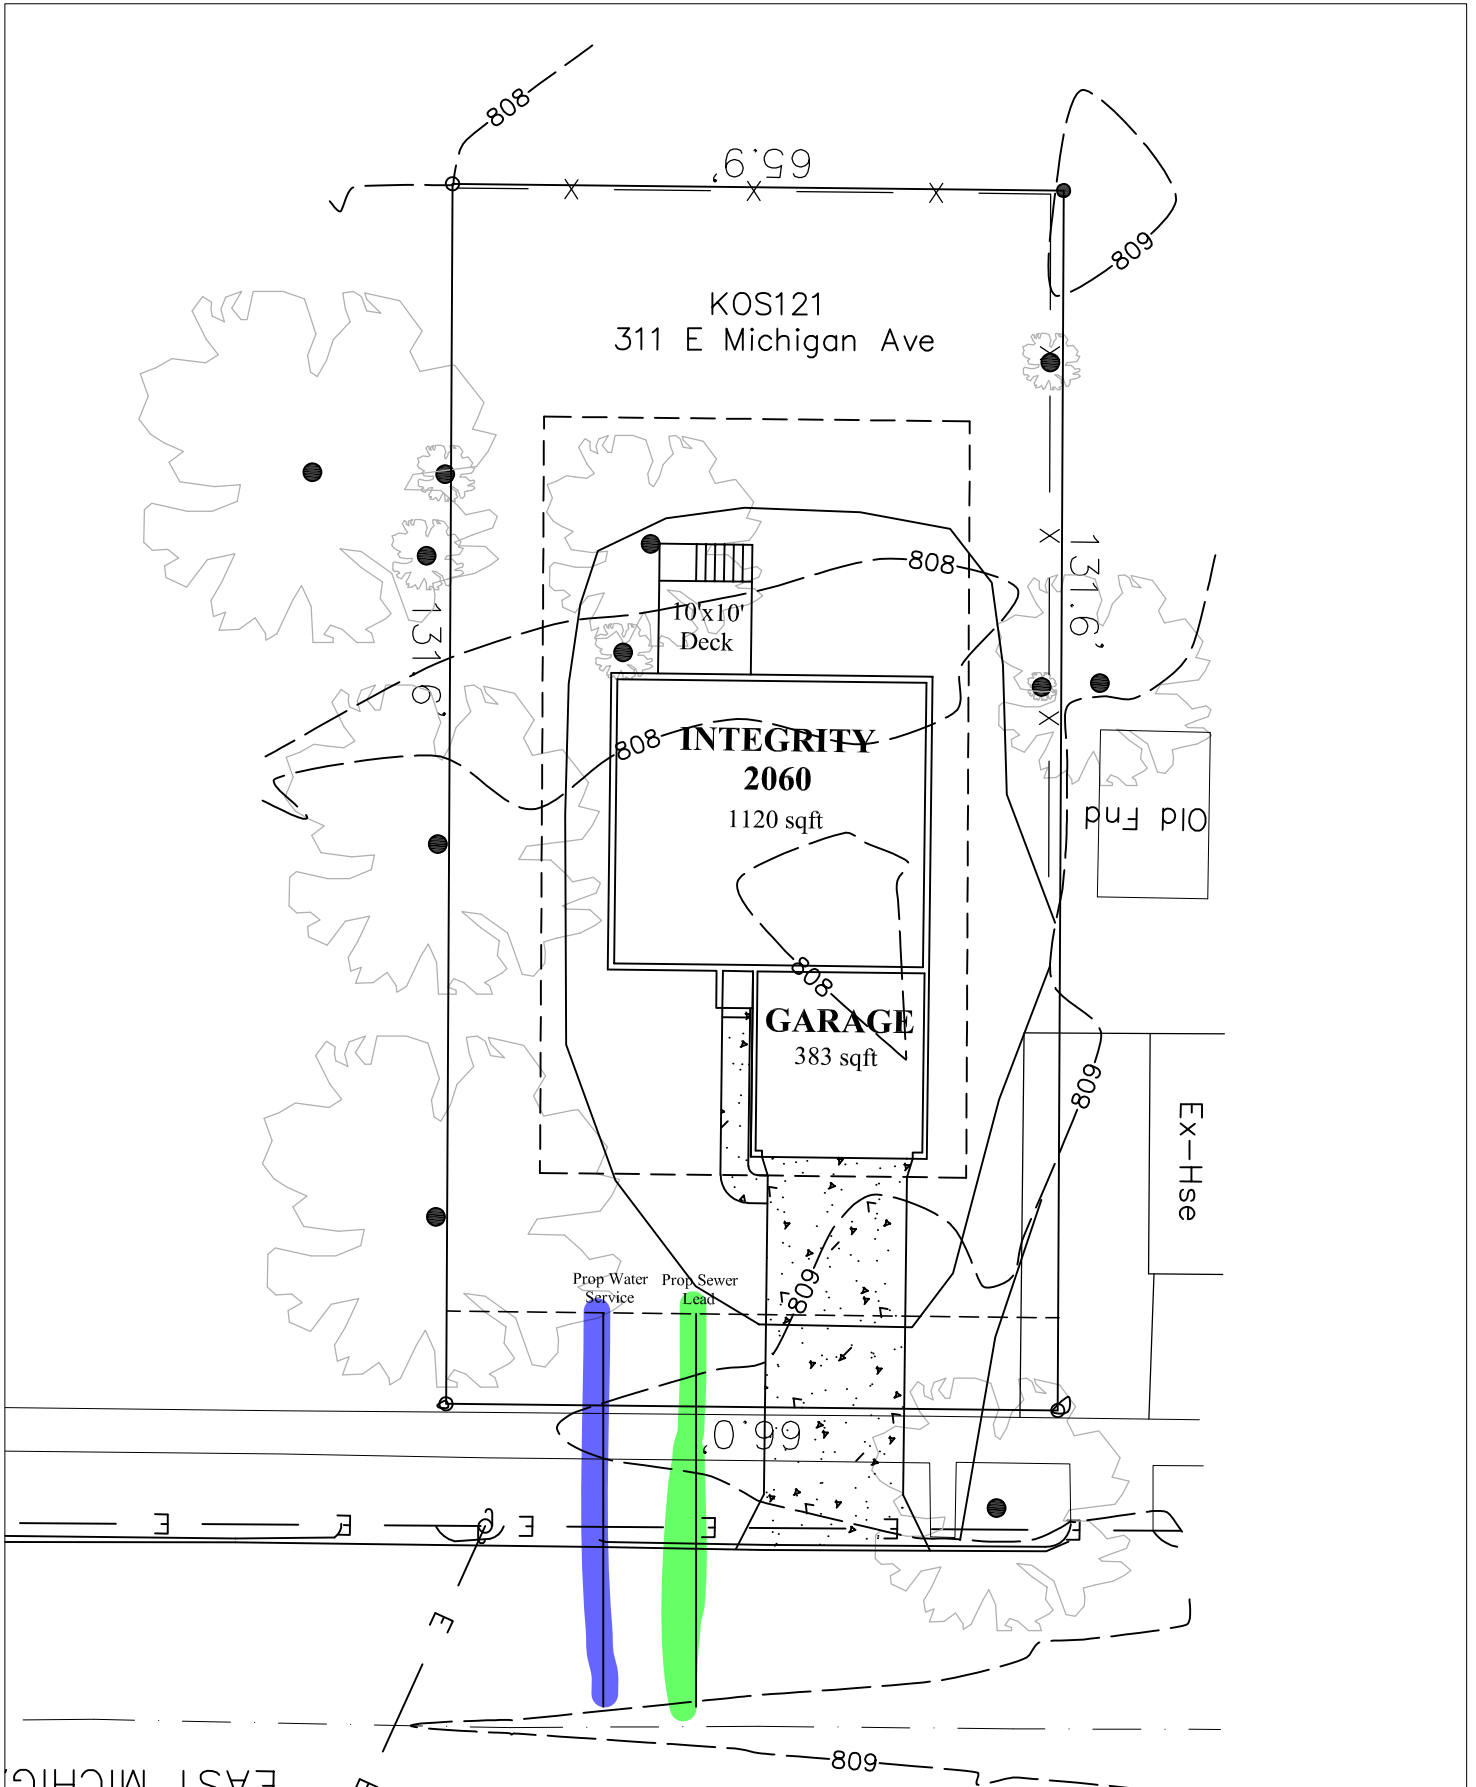 808
65.9'
809
KOS121
311 E Michigan Ave
808
131.6'
131.6'
10'x10'
Deck
808
INTEGRITY
2060
1120 sqft
Old Fnd
808
GARAGE
383 sqft
809
Ex-Hse
Prop Water
Service
Prop Sewer
Lead
809
66.0'
E E E E E E
E
809
E
EAST MICHIG